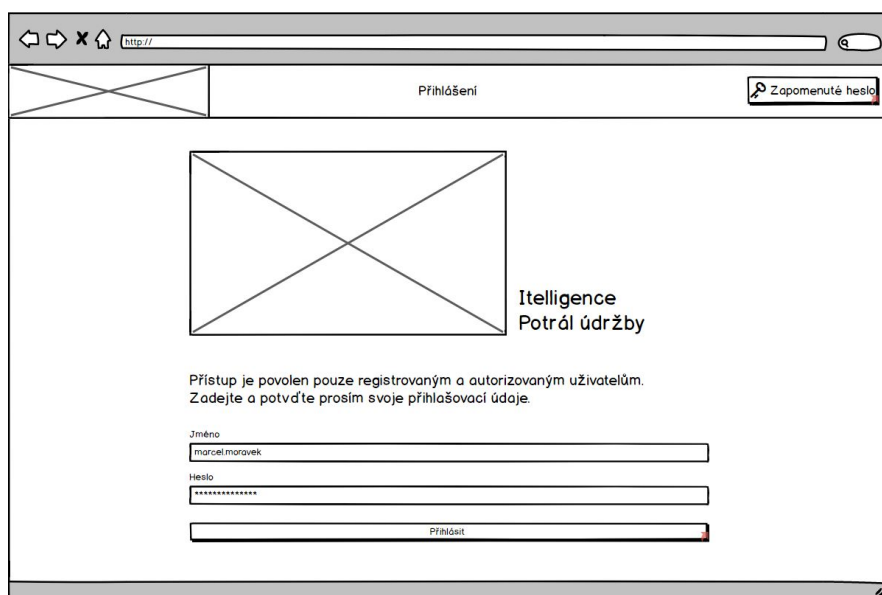 http://
Přihlášení
Zapomenuté heslo
Itelligence
Potrál údržby
Přístup je povolen pouze registrovaným a autorizovaným uživatelům.
Zadejte a potvďte prosím svoje přihlašovací údaje.
Jméno
marcel.moravek
Heslo
**************
Přihlásit